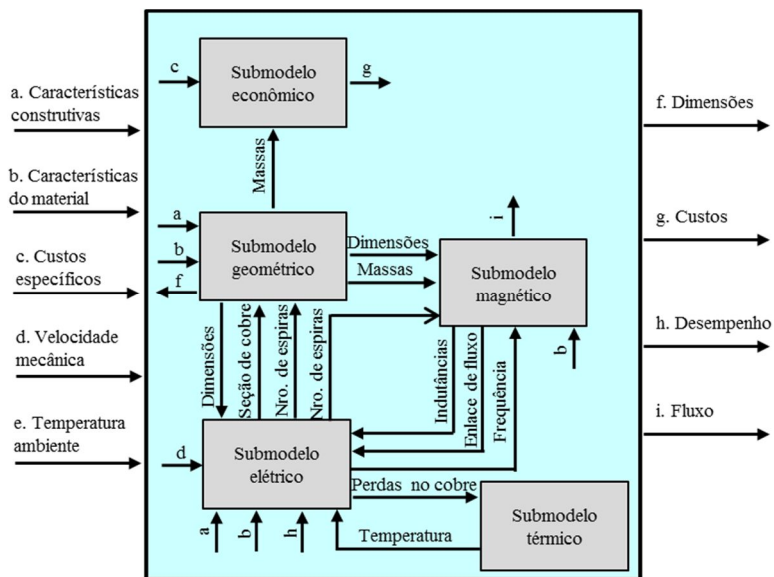 a. Características
construtivas
b. Características
do material
c. Custos
específicos
d. Velocidade
mecânica
e. Temperatura
ambiente
c
Submodelo
econômico
g
Massas
a
b
f
Submodelo
geométrico
Dimensões
Massas
i
Submodelo
magnético
b
Dimensões
Seção de cobre
Nro. de espiras
Nro. de espiras
Indutâncias
Enlace de fluxo
Frequência
d
Submodelo
elétrico
a
b
h
Perdas no cobre
Temperatura
Submodelo
térmico
f. Dimensões
g. Custos
h. Desempenho
i. Fluxo